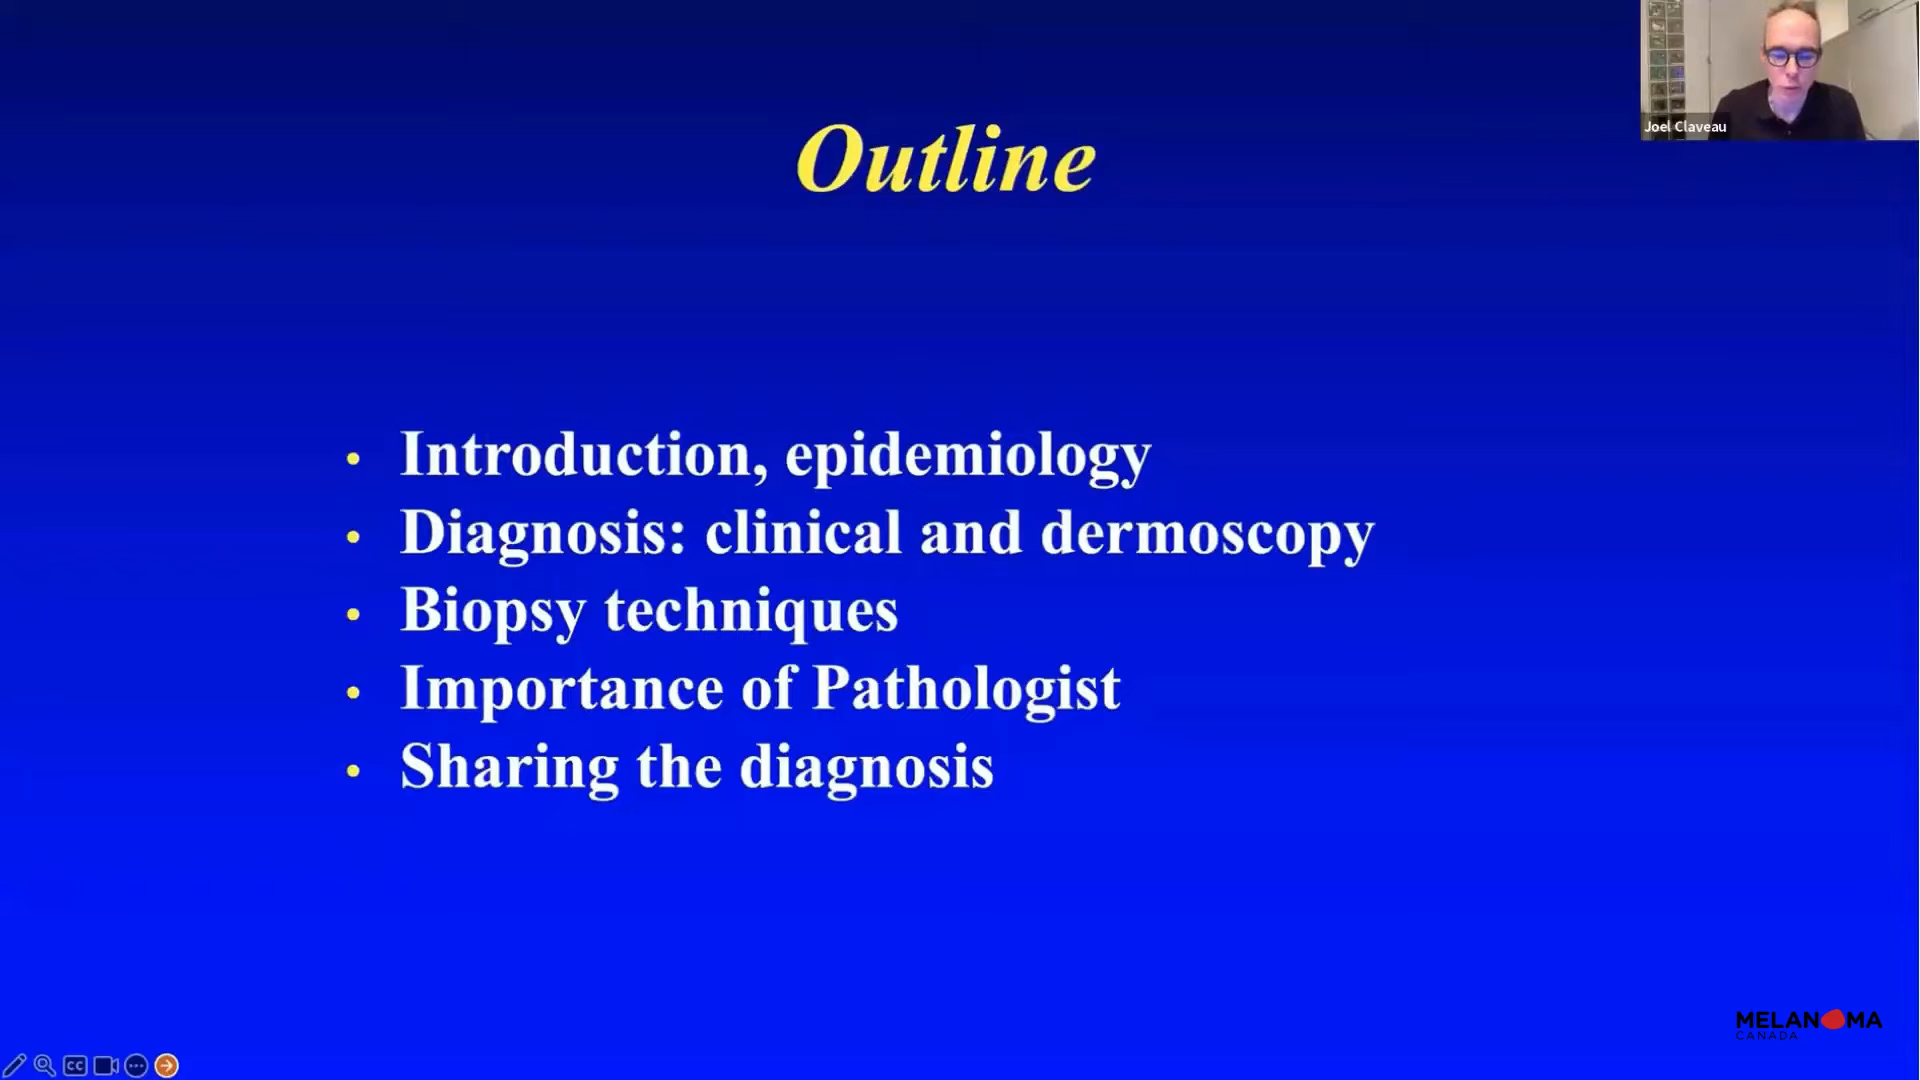 Outline
Joel Claveau
• Introduction, epidemiology
• Diagnosis: clinical and dermoscopy
• Biopsy techniques
• Importance of Pathologist
• Sharing the diagnosis
MELANOMA
CANADA
CC